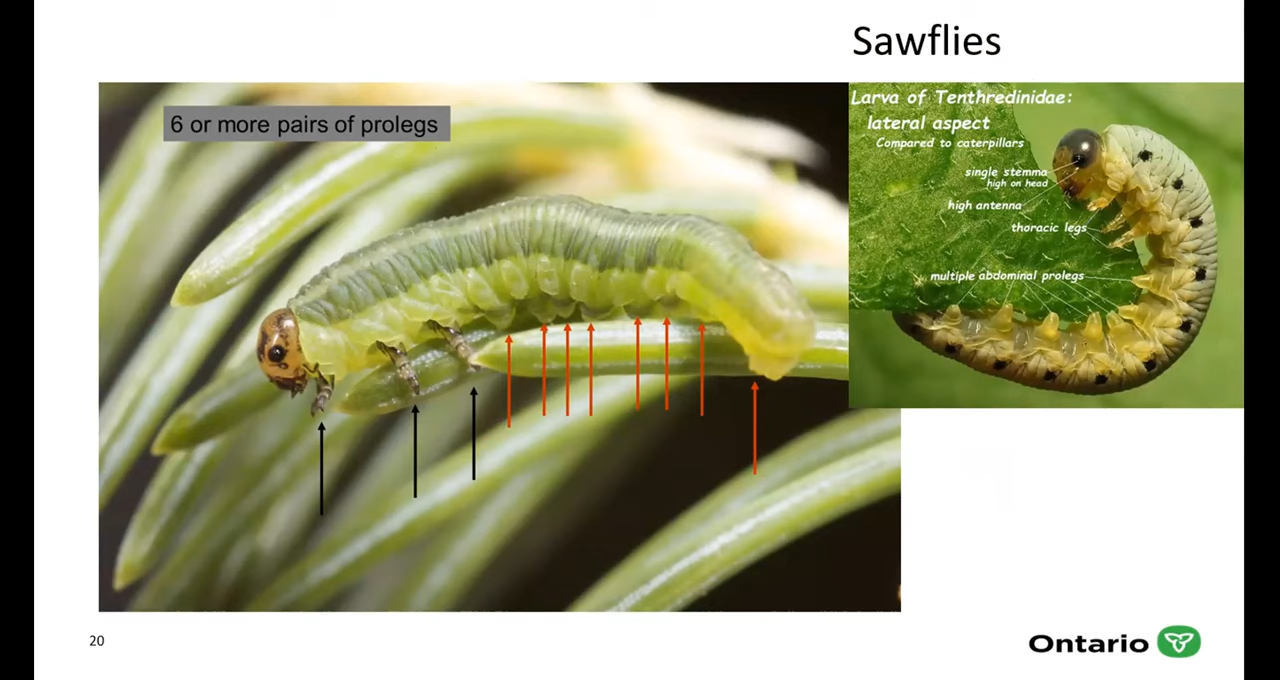 Sawflies
6 or more pairs of prolegs
Larva of Tenthredinidae:
lateral aspect
Compared to caterpillars
single stemma
high on head
high antenna
thoracic legs
multiple abdominal prolegs
20
Ontario